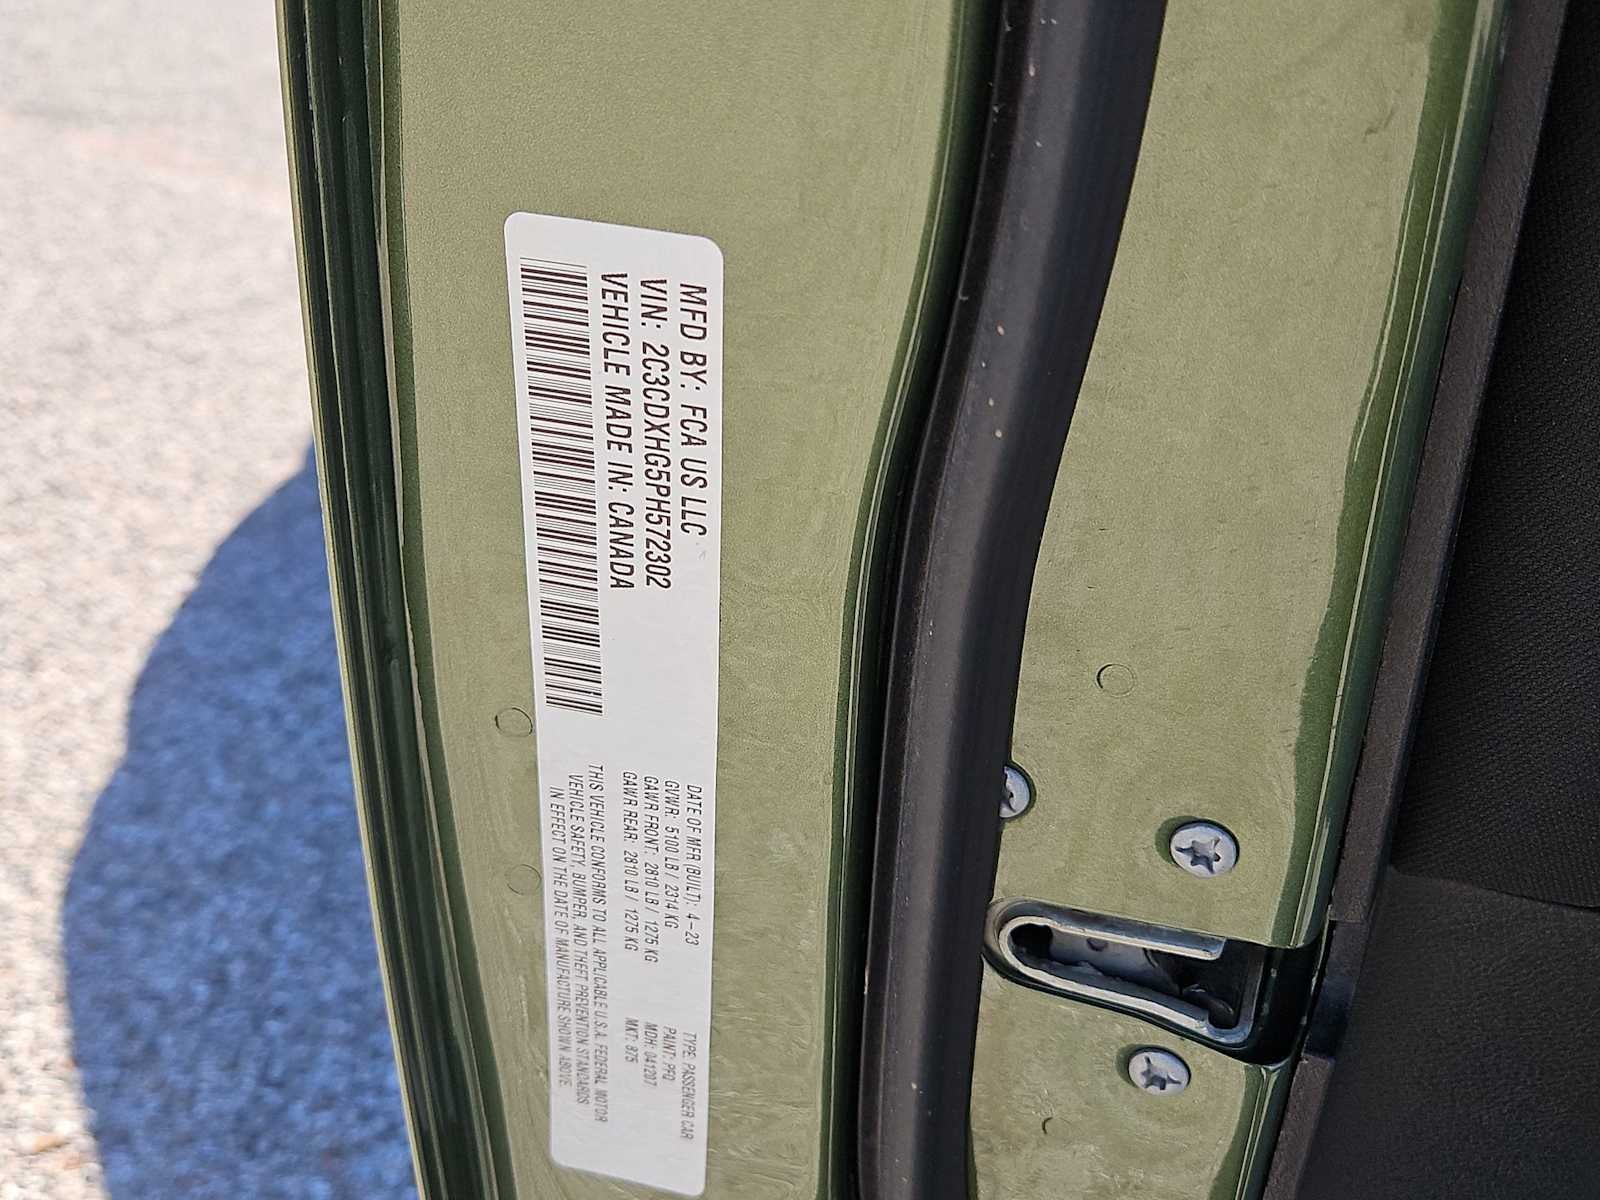 MFD BY: FCA US LLC
VIN: 2C3CDXHG5PH572302
VEHICLE MADE IN: CANADA
DATE OF MFR (BUILT): 4-23
GVWR: 5100 LB / 2314 KG
GAWR FRONT: 2810 LB / 1275 KG
GAWR REAR: 2810 LB / 1275 KG
TYPE: PASSENGER CAR
PAINT: PFQ
MDH: 041207
MKT: 875
THIS VEHICLE CONFORMS TO ALL APPLICABLE U.S.A. FEDERAL MOTOR
VEHICLE SAFETY, BUMPER, AND THEFT PREVENTION STANDARDS
IN EFFECT ON THE DATE OF MANUFACTURE SHOWN ABOVE.